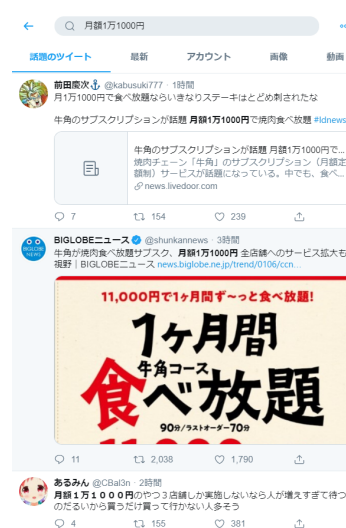 月額1万1000円
話題のツイート 最新 アカウント 画像 動画
前田慶次⚓ @kabusuki777 · 1時間
月1万1000円で食べ放題ならいきなりステーキはとどめ刺されたな
牛角のサブスクリプションが話題 月額1万1000円で焼肉食べ放題 #ldnews
牛角のサブスクリプションが話題 月額1万1000円で...
焼肉チェーン「牛角」のサブスクリプション（月額定
額制）サービスが話題になっている。中でも、食べ...
news.livedoor.com
7 154 239
BIGLOBEニュース @shunkannews · 3時間
牛角が焼肉食べ放題サブスク、月額1万1000円 全店舗へのサービス拡大も
視野｜BIGLOBEニュース news.biglobe.ne.jp/trend/0106/ccn...
BIGLOBE
NEWS
11,000円で1ヶ月間ず〜っと食べ放題!
1ヶ月間
牛角コース
食べ放題
90分/ラストオーダー70分
11 2,038 1,790
あるみん @CBal3n · 2時間
月額１万１０００円のやつ３店舗しか実施しないなら人が増えすぎて待つ
のだるいから買うだけ買って行かない人多そう
4 155 381